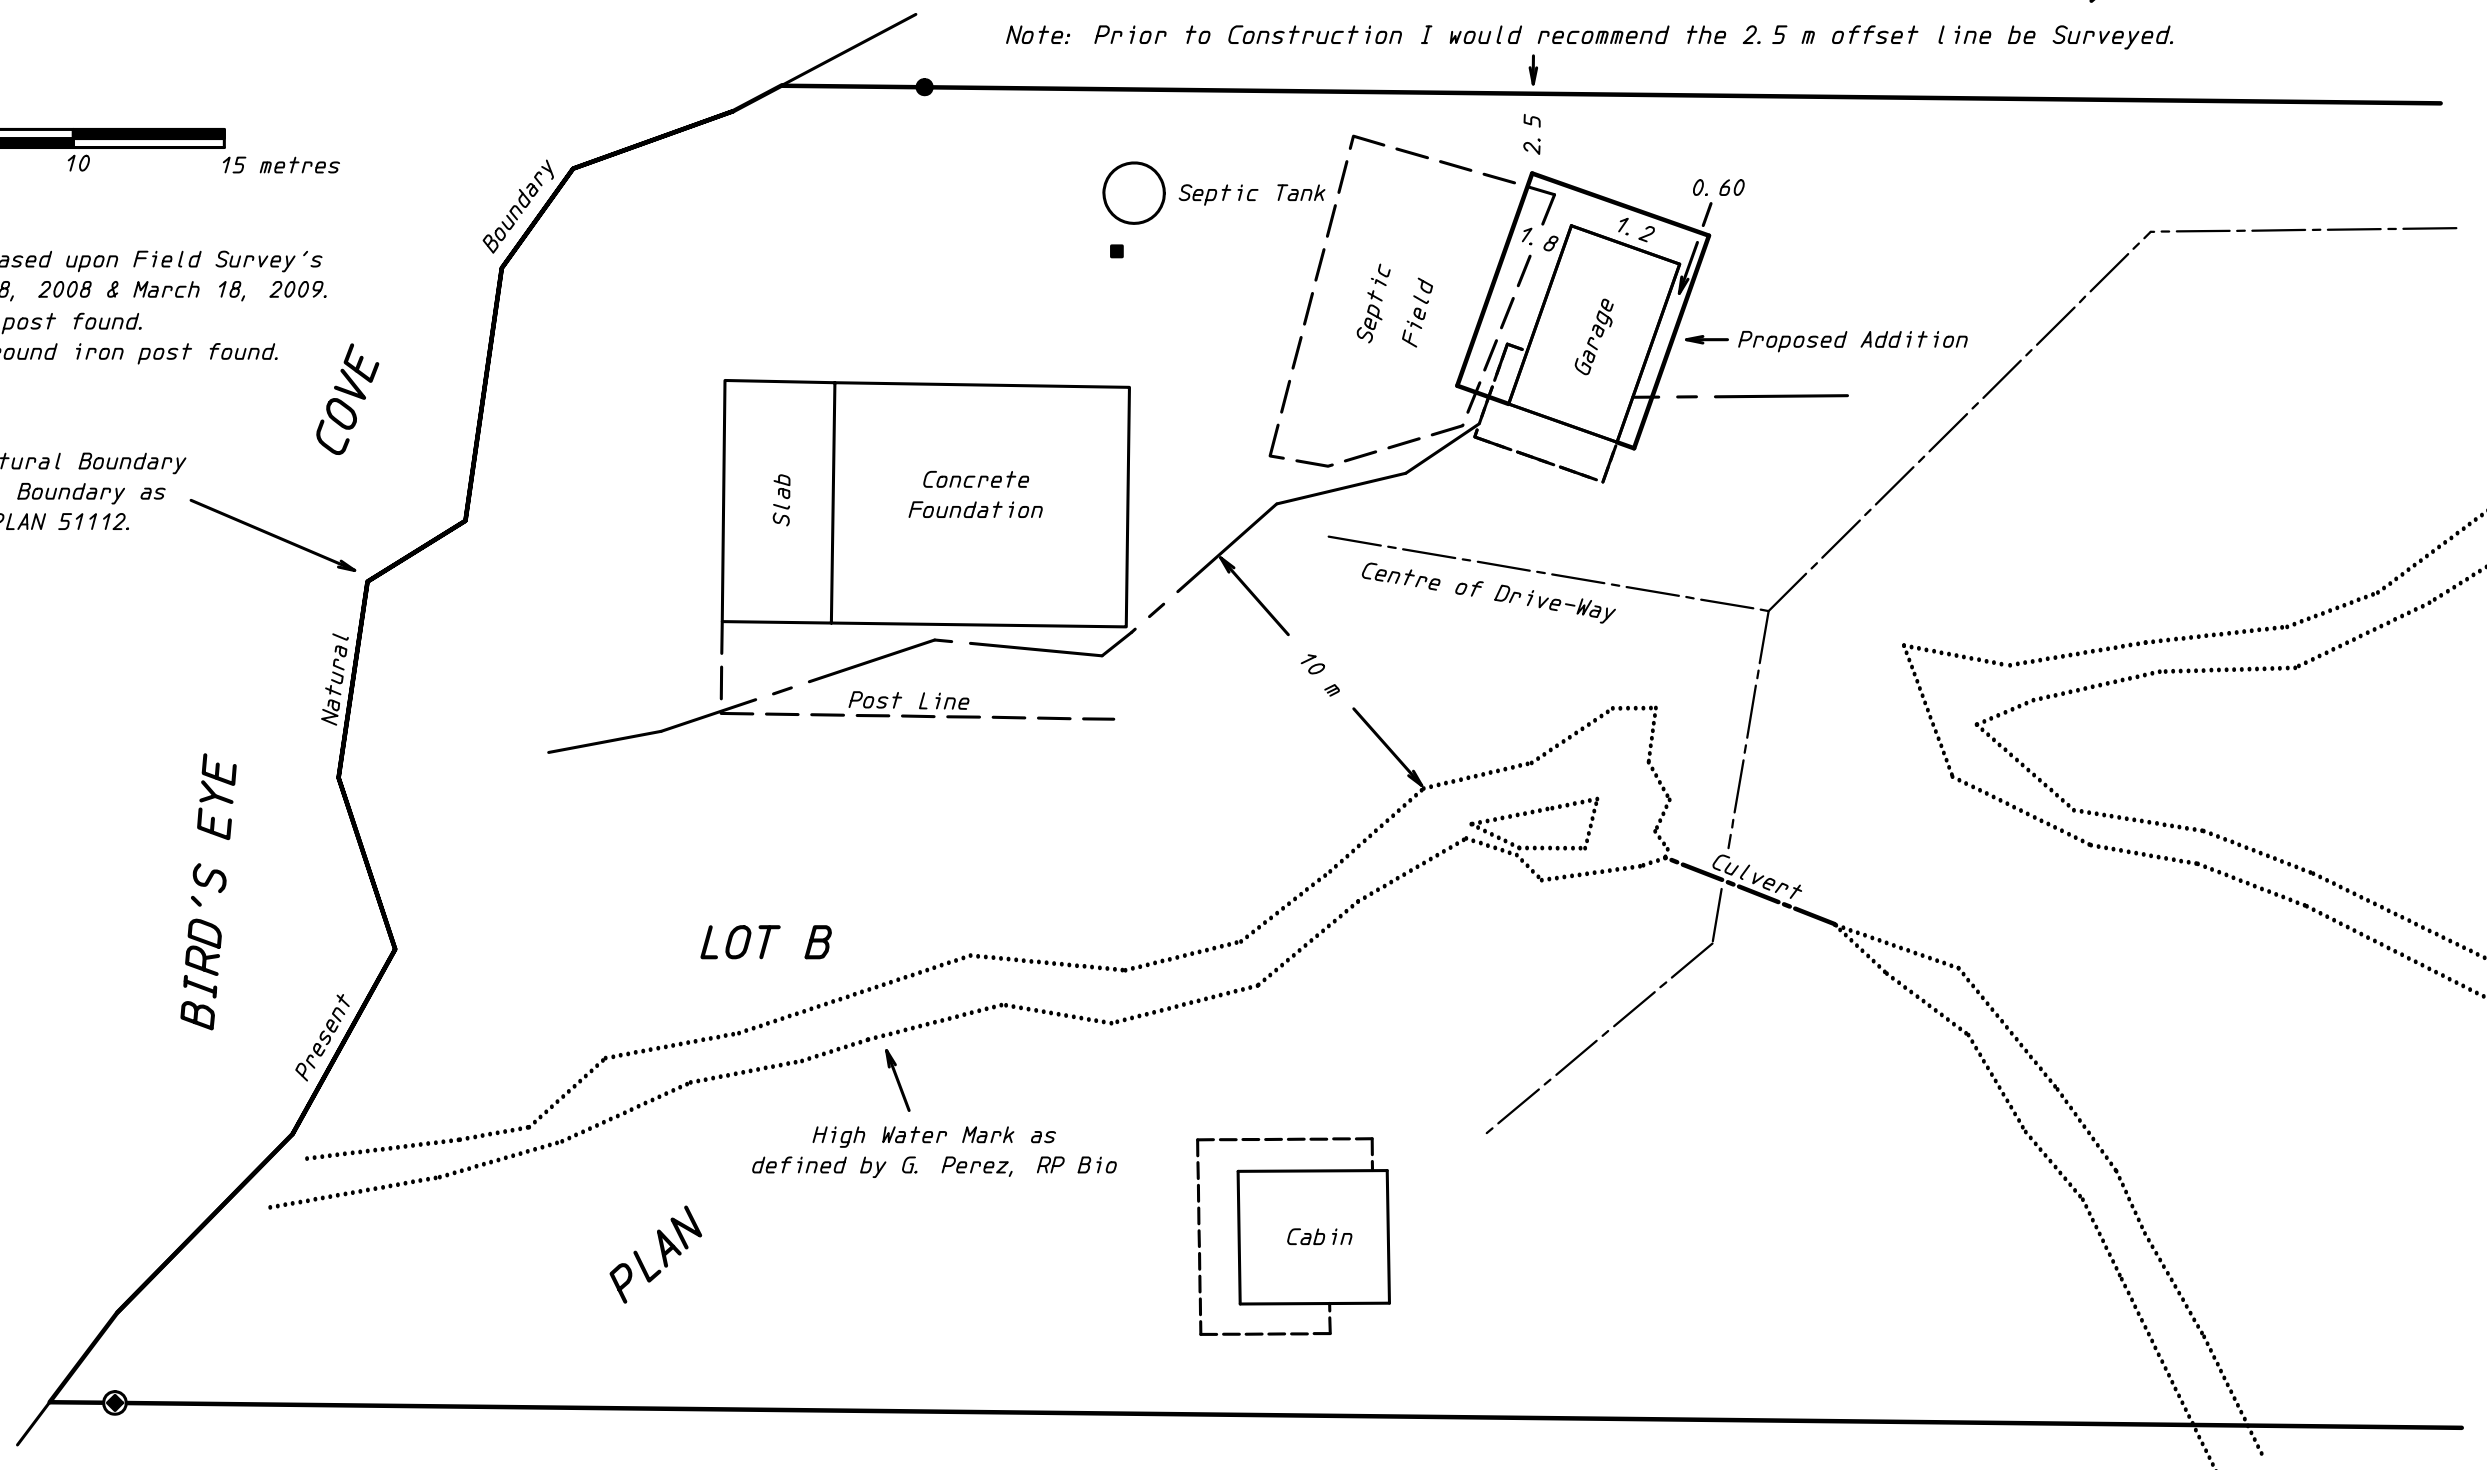 Note: Prior to Construction I would recommend the 2.5 m offset line be Surveyed.
10
15 metres
Boundary
2.5
0.60
Septic Tank
1.8
1.2
ased upon Field Survey's
8, 2008 & March 18, 2009.
post found.
ound iron post found.
COVE
Septic
Field
Garage
Proposed Addition
tural Boundary
Boundary as
PLAN 51112.
Slab
Concrete
Foundation
Centre of Drive-Way
Natural
10 m
Post Line
BIRD'S EYE
Culvert
LOT B
Present
High Water Mark as
defined by G. Perez, RP Bio
PLAN
Cabin